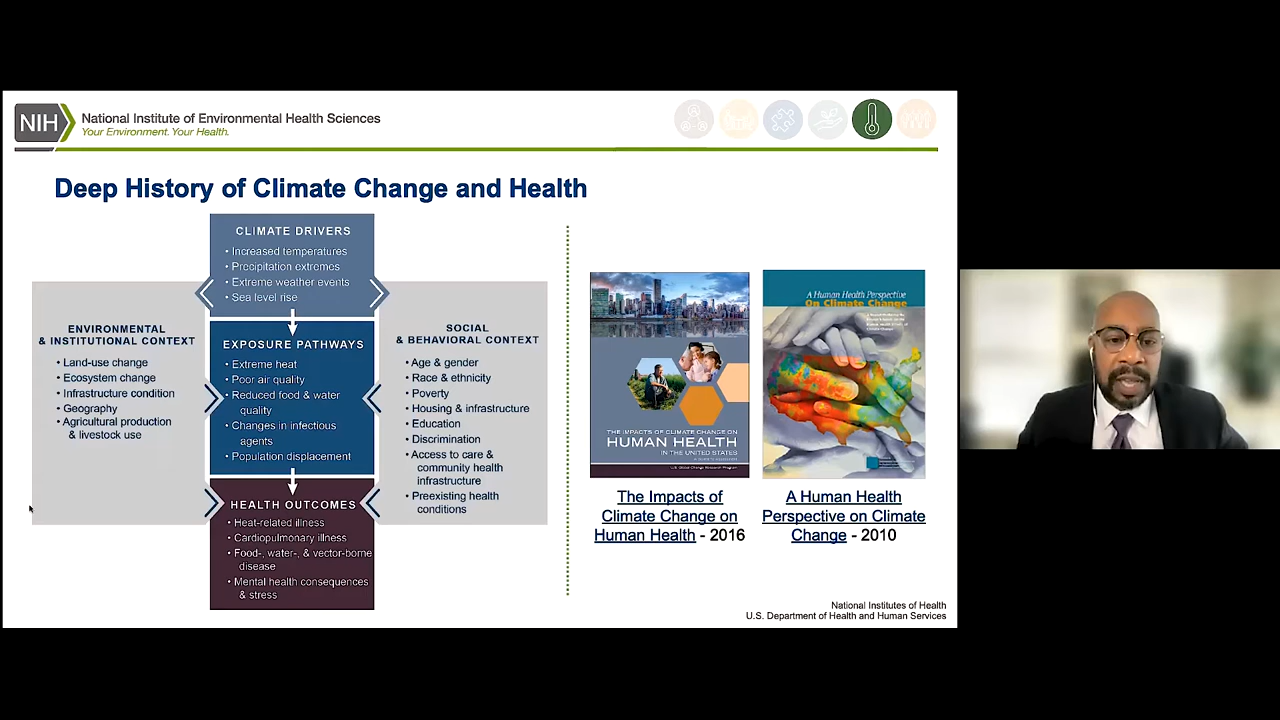 NIH
National Institute of Environmental Health Sciences
Your Environment. Your Health.
Deep History of Climate Change and Health
CLIMATE DRIVERS
• Increased temperatures
• Precipitation extremes
• Extreme weather events
• Sea level rise
ENVIRONMENTAL
& INSTITUTIONAL CONTEXT
• Land-use change
• Ecosystem change
• Infrastructure condition
• Geography
• Agricultural production
& livestock use
EXPOSURE PATHWAYS
• Extreme heat
• Poor air quality
• Reduced food & water
quality
• Changes in infectious
agents
• Population displacement
SOCIAL
& BEHAVIORAL CONTEXT
• Age & gender
• Race & ethnicity
• Poverty
• Housing & infrastructure
• Education
• Discrimination
• Access to care &
community health
infrastructure
• Preexisting health
conditions
HEALTH OUTCOMES
• Heat-related illness
• Cardiopulmonary illness
• Food-, water-, & vector-borne
disease
• Mental health consequences
& stress
THE IMPACTS OF CLIMATE CHANGE ON
HUMAN HEALTH
IN THE UNITED STATES
U.S. Global Change Research Program
The Impacts of
Climate Change on
Human Health - 2016
A Human Health Perspective
On Climate Change
A Human Health
Perspective on Climate
Change - 2010
National Institutes of Health
U.S. Department of Health and Human Services